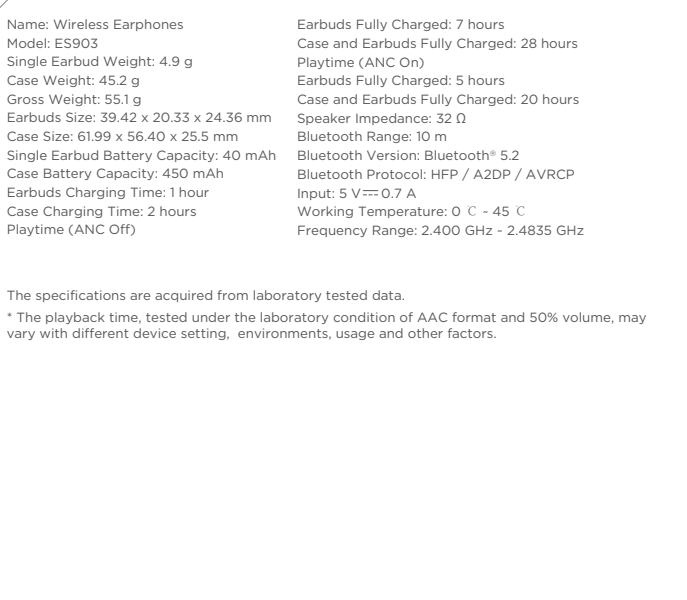 Name: Wireless Earphones
Model: ES903
Single Earbud Weight: 4.9 g
Case Weight: 45.2 g
Gross Weight: 55.1 g
Earbuds Size: 39.42 x 20.33 x 24.36 mm
Case Size: 61.99 x 56.40 x 25.5 mm
Single Earbud Battery Capacity: 40 mAh
Case Battery Capacity: 450 mAh
Earbuds Charging Time: 1 hour
Case Charging Time: 2 hours
Playtime (ANC Off)
Earbuds Fully Charged: 7 hours
Case and Earbuds Fully Charged: 28 hours
Playtime (ANC On)
Earbuds Fully Charged: 5 hours
Case and Earbuds Fully Charged: 20 hours
Speaker Impedance: 32 Ω
Bluetooth Range: 10 m
Bluetooth Version: Bluetooth® 5.2
Bluetooth Protocol: HFP / A2DP / AVRCP
Input: 5 V⎓0.7 A
Working Temperature: 0 ℃ - 45 ℃
Frequency Range: 2.400 GHz - 2.4835 GHz
The specifications are acquired from laboratory tested data.
* The playback time, tested under the laboratory condition of AAC format and 50% volume, may
vary with different device setting, environments, usage and other factors.